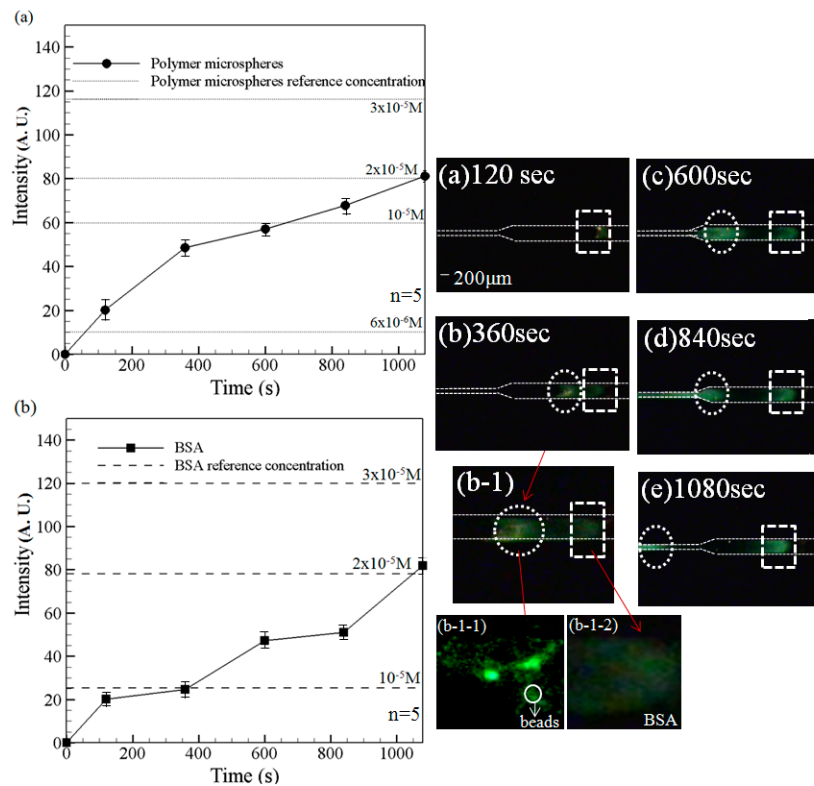 (a)
Intensity (A. U.)
140
120
100
80
60
40
20
0
Polymer microspheres
Polymer microspheres reference concentration
3x10⁻⁵M
2x10⁻⁵M
10⁻⁵M
n=5
6x10⁻⁶M
0 200 400 600 800 1000
Time (s)
(b)
Intensity (A. U.)
150
140
120
100
80
60
40
20
0
BSA
BSA reference concentration
3x10⁻⁵M
2x10⁻⁵M
10⁻⁵M
n=5
0 200 400 600 800 1000
Time (s)
(a)120 sec
200μm
(b)360sec
(b-1)
(b-1-1)
beads
(b-1-2)
BSA
(c)600sec
(d)840sec
(e)1080sec